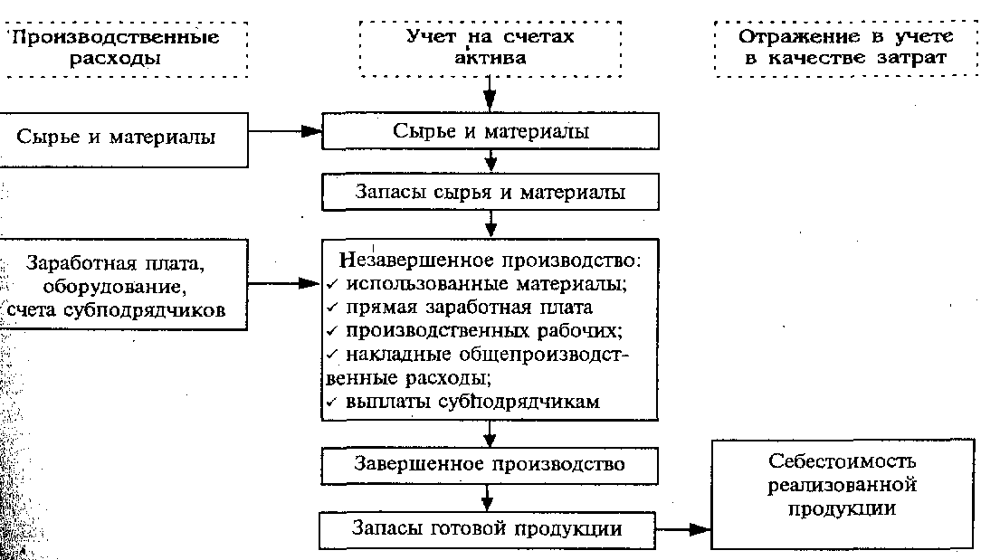 Производственные
расходы
Учет на счетах
актива
Отражение в учете
в качестве затрат
Сырье и материалы
Сырье и материалы
Запасы сырья и материалы
Заработная плата,
оборудование,
счета субподрядчиков
Незавершенное производство:
✓ использованные материалы;
✓ прямая заработная плата
✓ производственных рабочих;
✓ накладные общепроизводст-
венные расходы;
✓ выплаты субподрядчикам
Завершенное производство
Запасы готовой продукции
Себестоимость
реализованной
продукции